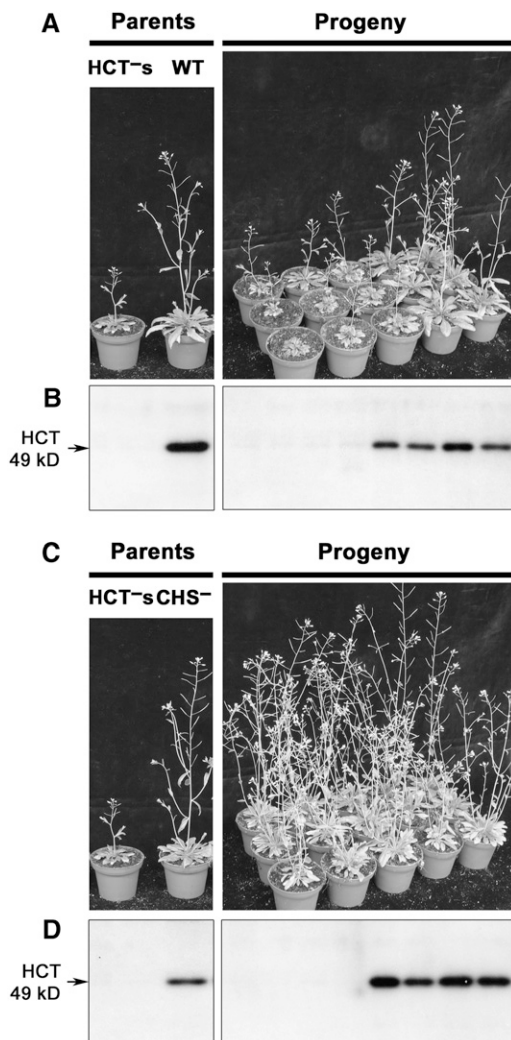 A
Parents
Progeny
HCT⁻s WT
B
HCT
49 kD
C
Parents
Progeny
HCT⁻s CHS⁻
D
HCT
49 kD